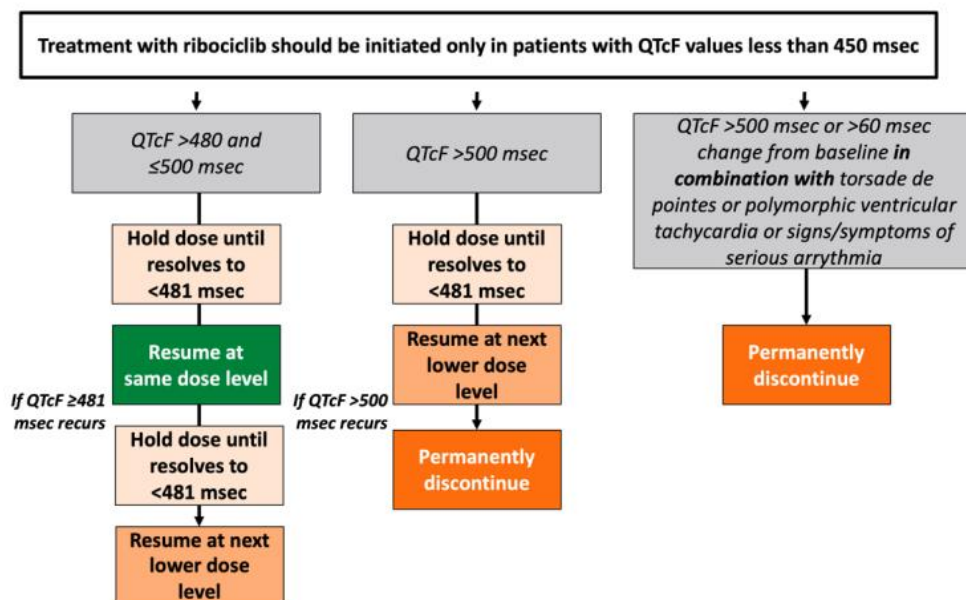 Treatment with ribociclib should be initiated only in patients with QTcF values less than 450 msec
QTcF >480 and
≤500 msec
Hold dose until
resolves to
<481 msec
Resume at
same dose level
If QTcF ≥481
msec recurs
Hold dose until
resolves to
<481 msec
Resume at next
lower dose
level
QTcF >500 msec
Hold dose until
resolves to
<481 msec
Resume at next
lower dose
level
If QTcF >500
msec recurs
Permanently
discontinue
QTcF >500 msec or >60 msec
change from baseline in
combination with torsade de
pointes or polymorphic ventricular
tachycardia or signs/symptoms of
serious arrythmia
Permanently
discontinue